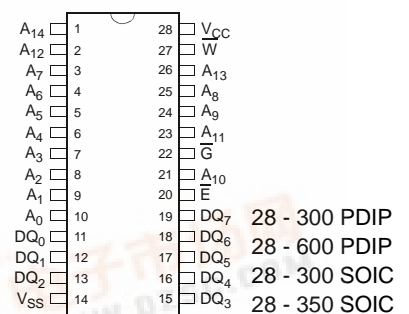 A14 1 28 VCC
A12 2 27 W
A7 3 26 A13
A6 4 25 A8
A5 5 24 A9
A4 6 23 A11
A3 7 22 G
A2 8 21 A10
A1 9 20 E
A0 10 19 DQ7 28 - 300 PDIP
DQ0 11 18 DQ6 28 - 600 PDIP
DQ1 12 17 DQ5
DQ2 13 16 DQ4 28 - 300 SOIC
VSS 14 15 DQ3 28 - 350 SOIC